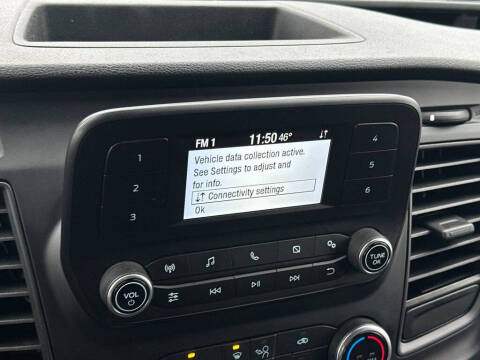 FM 1 11:50 46°
Vehicle data collection active.
See Settings to adjust and
for info.
Connectivity settings
Ok
1
2
3
4
5
6
VOL
TUNE
OK